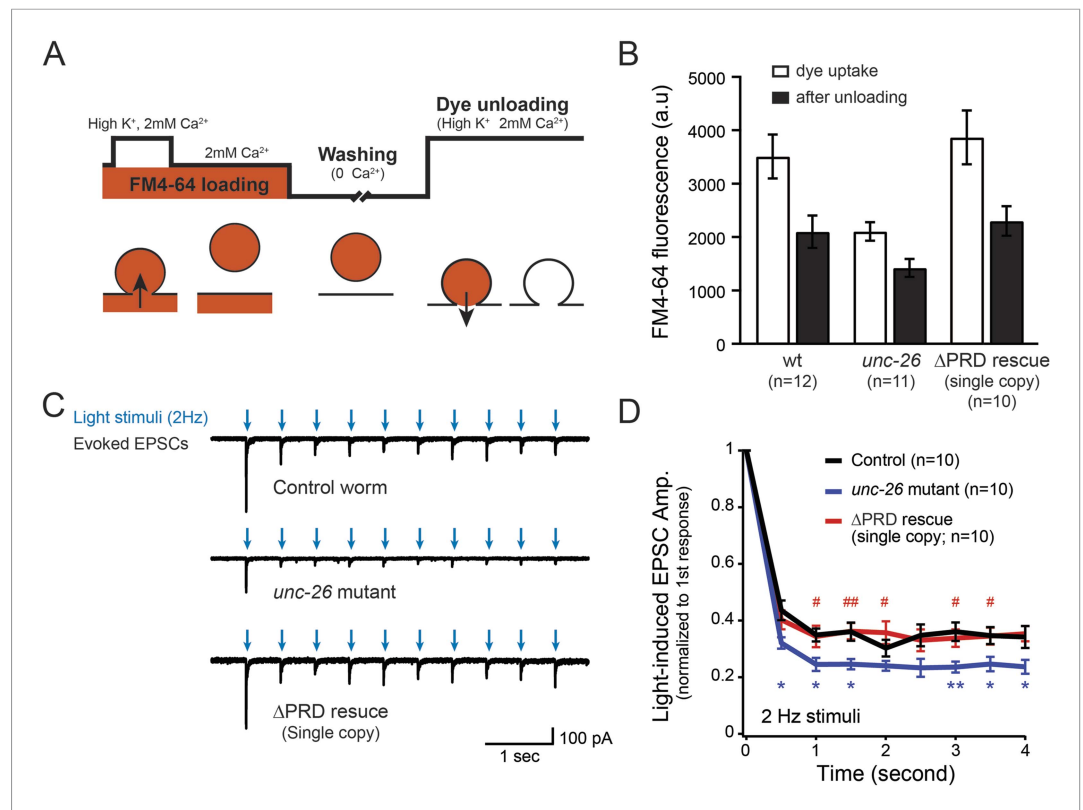 A
High K⁺, 2mM Ca²⁺
2mM Ca²⁺
FM4-64 loading
Washing
(0 Ca²⁺)
Dye unloading
(High K⁺ 2mM Ca²⁺)
B
FM4-64 fluorescence (a.u)
5000
4000
3000
2000
1000
0
dye uptake
after unloading
wt
(n=12)
unc-26
(n=11)
ΔPRD rescue
(single copy)
(n=10)
C
Light stimuli (2Hz)
Evoked EPSCs
Control worm
unc-26 mutant
ΔPRD resuce
(Single copy)
100 pA
1 sec
D
Light-induced EPSC Amp.
(normalized to 1st response)
1
0.8
0.6
0.4
0.2
0
Control (n=10)
unc-26 mutant (n=10)
ΔPRD rescue
(single copy; n=10)
# ## # # #
* * * ** * *
2 Hz stimuli
0 1 2 3 4
Time (second)